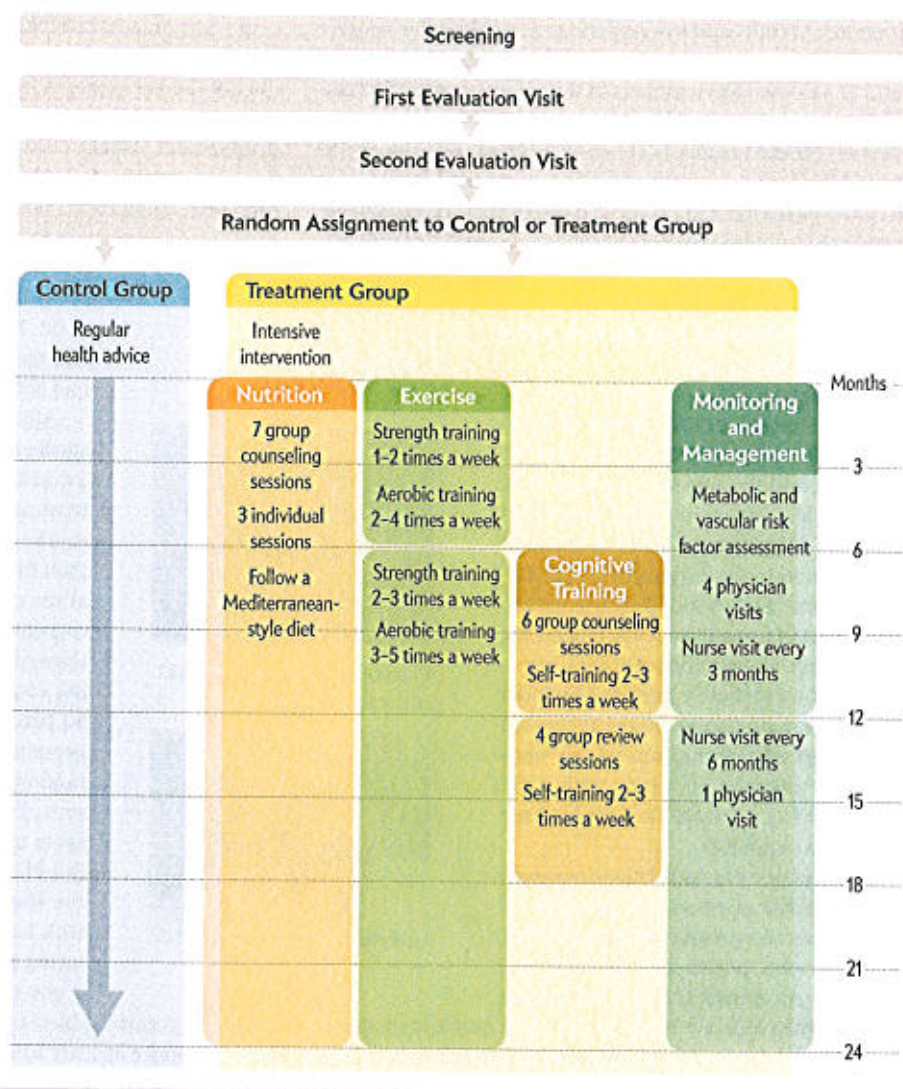 Screening
First Evaluation Visit
Second Evaluation Visit
Random Assignment to Control or Treatment Group
Control Group
Regular
health advice
Treatment Group
Intensive
intervention
Nutrition
7 group
counseling
sessions
3 individual
sessions
Follow a
Mediterranean-
style diet
Exercise
Strength training
1–2 times a week
Aerobic training
2–4 times a week
Strength training
2–3 times a week
Aerobic training
3–5 times a week
Cognitive
Training
6 group counseling
sessions
Self-training 2–3
times a week
4 group review
sessions
Self-training 2–3
times a week
Monitoring
and
Management
Metabolic and
vascular risk
factor assessment
4 physician
visits
Nurse visit every
3 months
Nurse visit every
6 months
1 physician
visit
Months
3
6
9
12
15
18
21
24